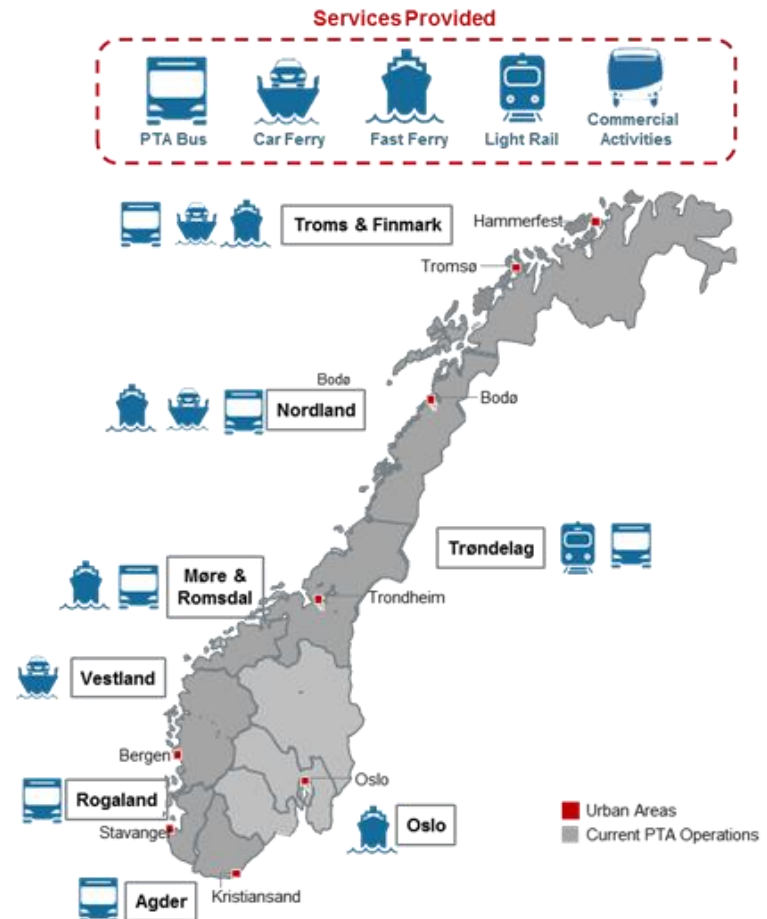 Services Provided
PTA Bus
Car Ferry
Fast Ferry
Light Rail
Commercial
Activities
Troms & Finmark
Hammerfest
Tromsø
Bodø
Nordland
Bodø
Trøndelag
Møre &
Romsdal
Trondheim
Vestland
Bergen
Oslo
Rogaland
Stavange
Oslo
Urban Areas
Current PTA Operations
Agder
Kristiansand